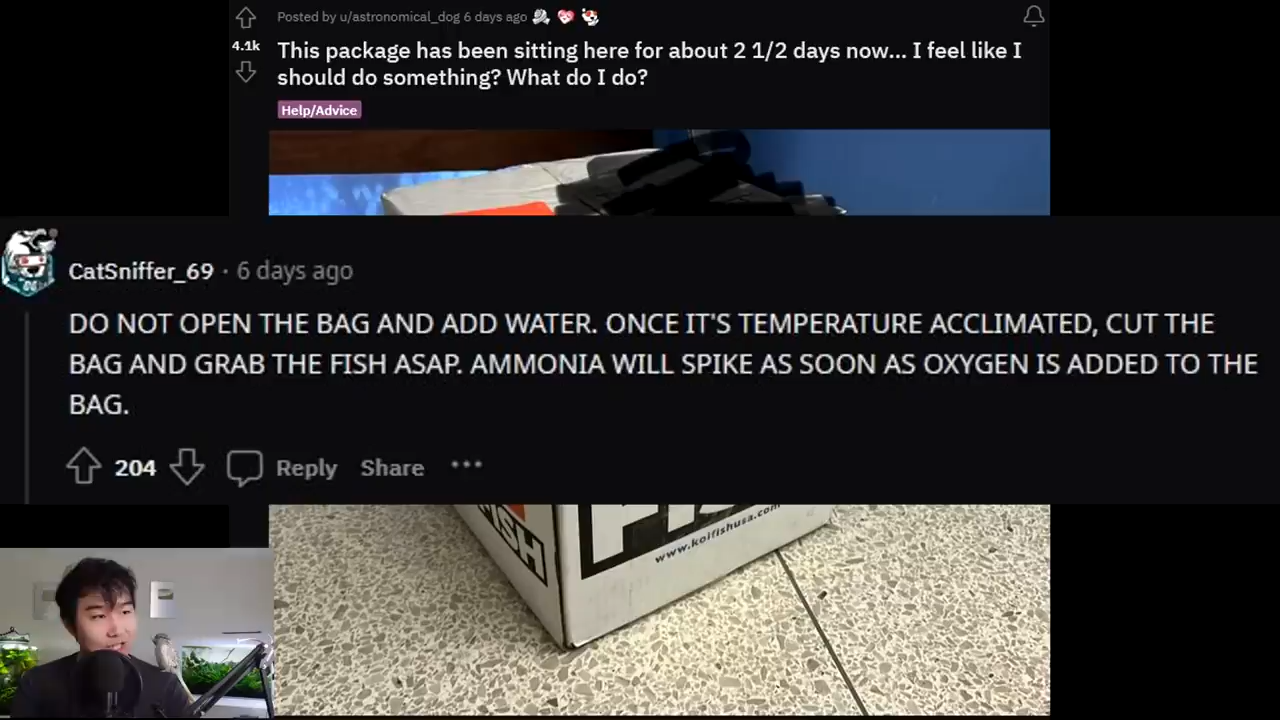 Posted by u/astronomical_dog 6 days ago
4.1k
This package has been sitting here for about 2 1/2 days now... I feel like I
should do something? What do I do?
Help/Advice
CatSniffer_69 · 6 days ago
DO NOT OPEN THE BAG AND ADD WATER. ONCE IT'S TEMPERATURE ACCLIMATED, CUT THE
BAG AND GRAB THE FISH ASAP. AMMONIA WILL SPIKE AS SOON AS OXYGEN IS ADDED TO THE
BAG.
204 Reply Share ···
www.koifishusa.com